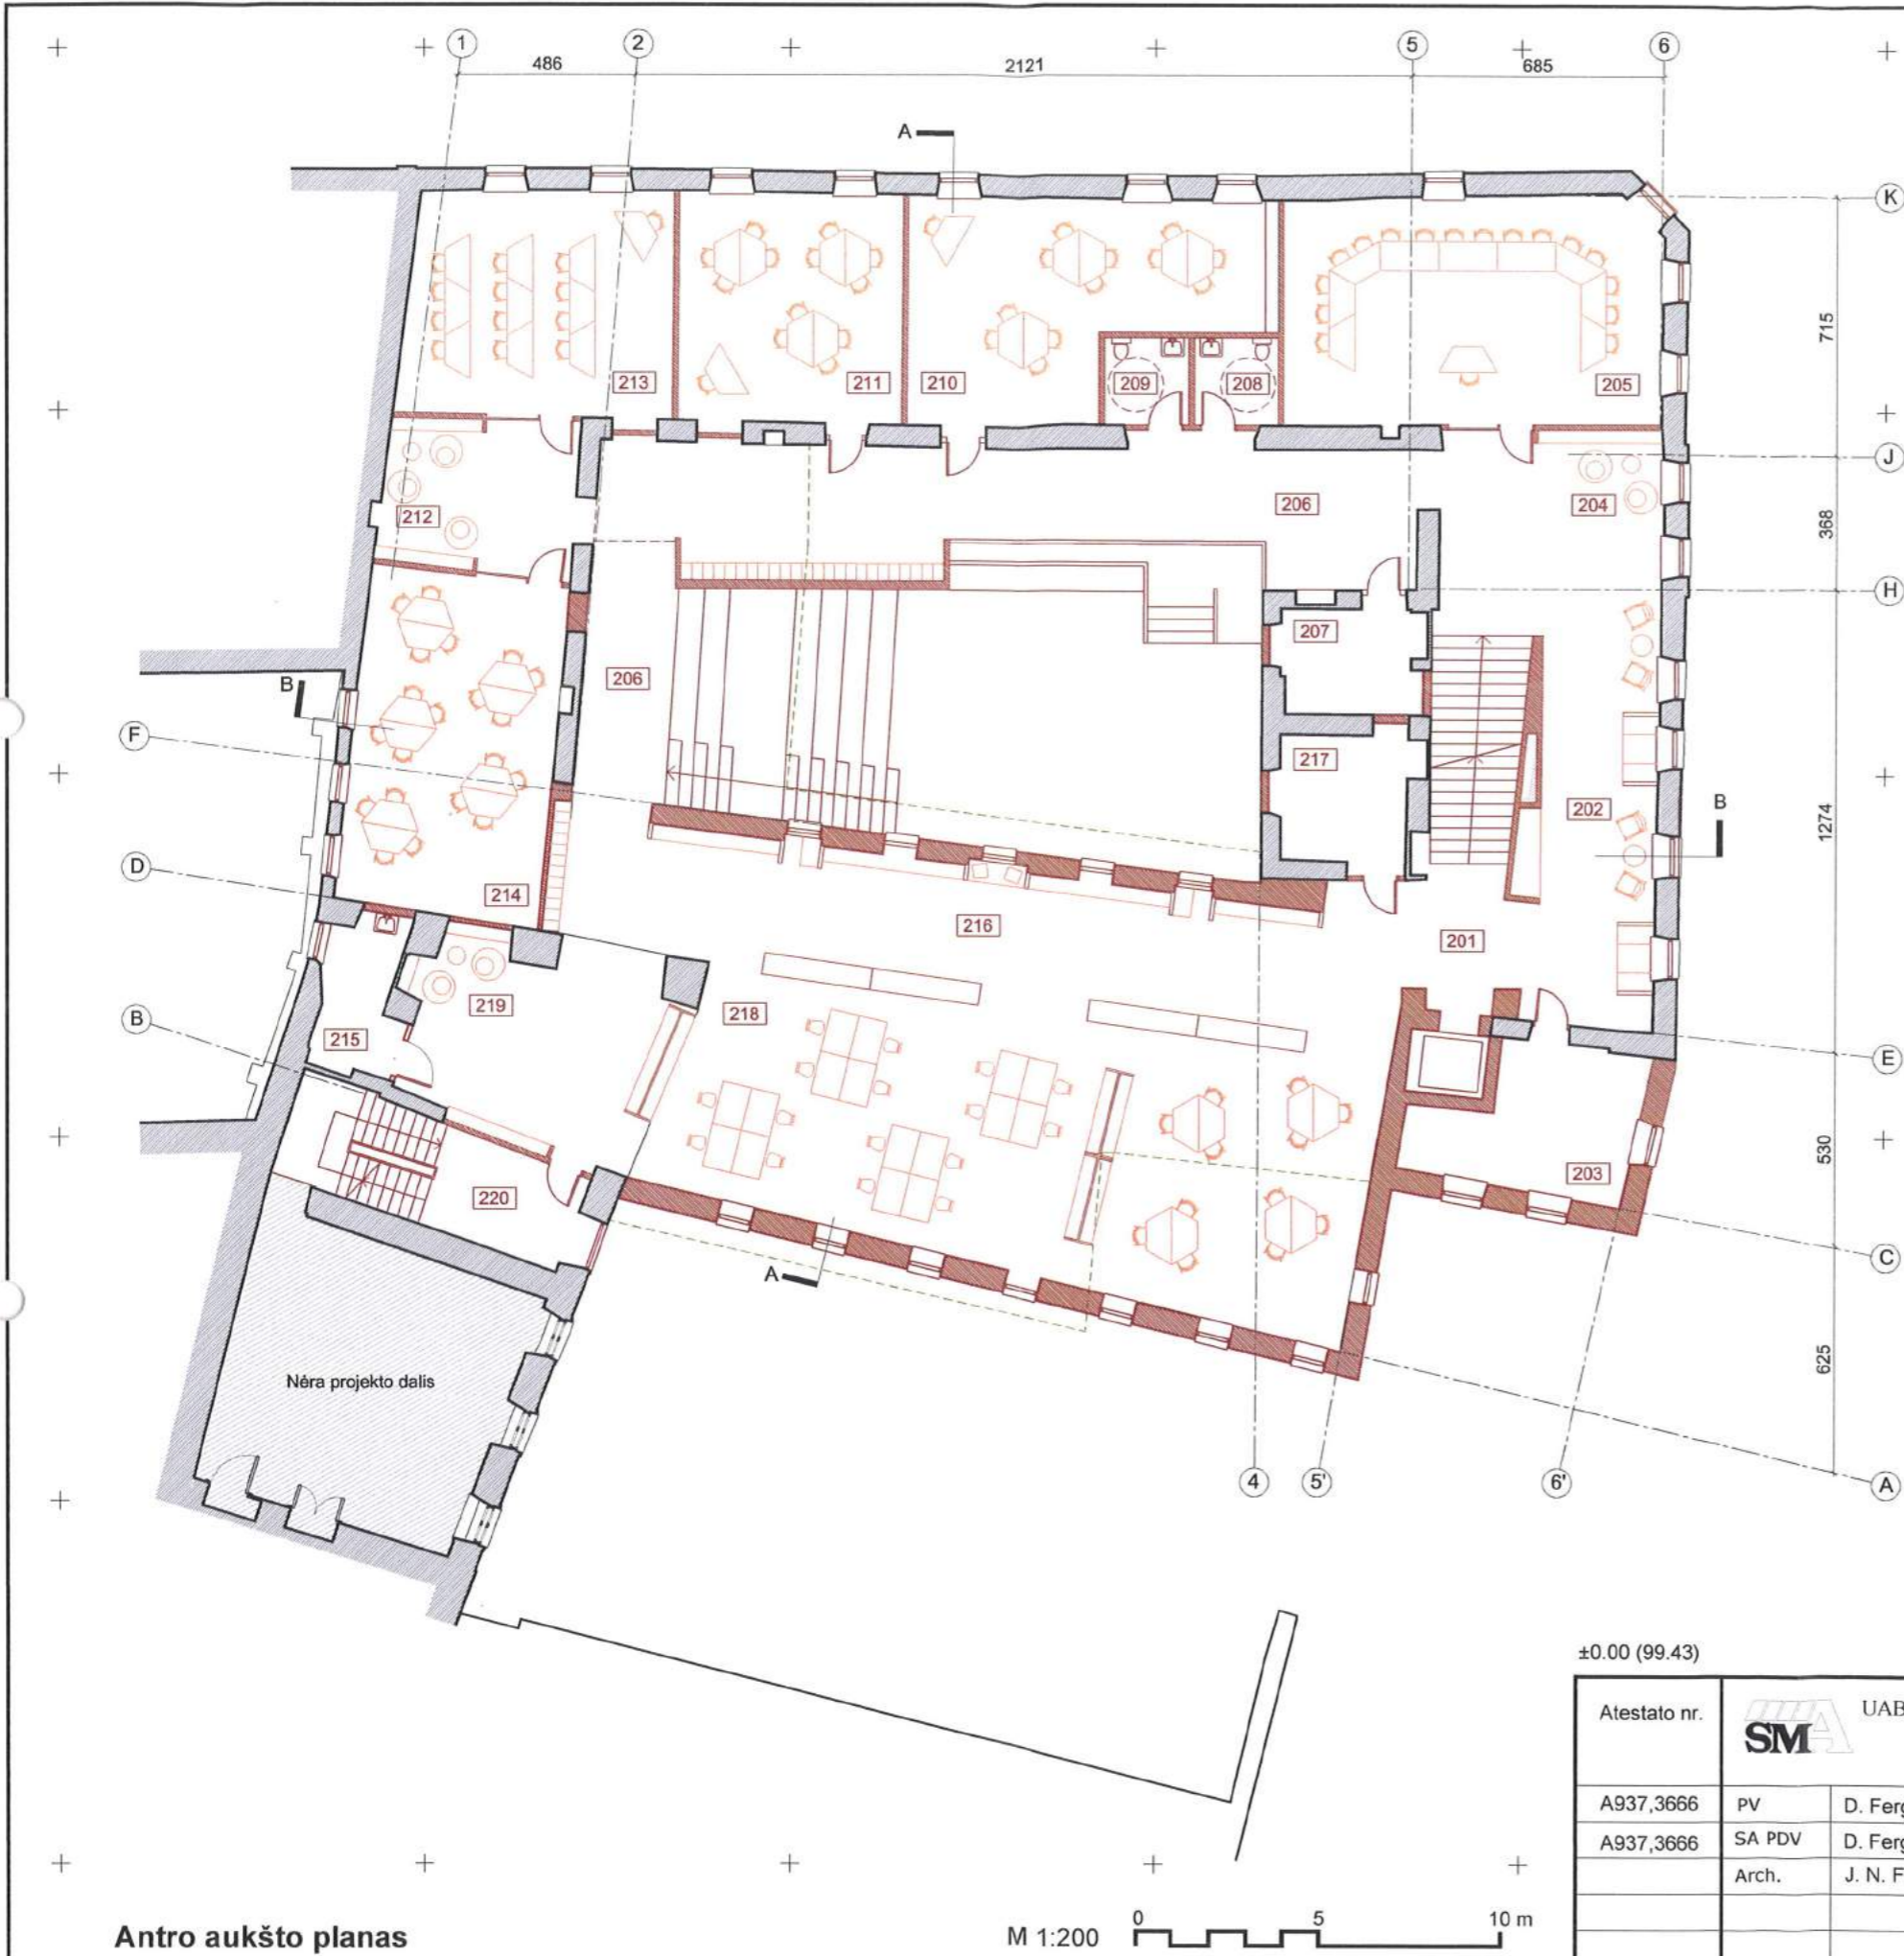 1
2
5
6
486
2121
685
A
K
715
213
211
210
209
208
205
J
212
206
204
368
H
207
206
B
F
217
202
B
1274
D
214
216
201
219
218
B
215
E
530
203
220
C
A
Nėra projekto dalis
625
4
5'
6'
A
±0.00 (99.43)
Atestato nr.
SMA
UAB
A937,3666
PV
D. Ferg
A937,3666
SA PDV
D. Ferg
Arch.
J. N. F
Antro aukšto planas
M 1:200
0
5
10 m